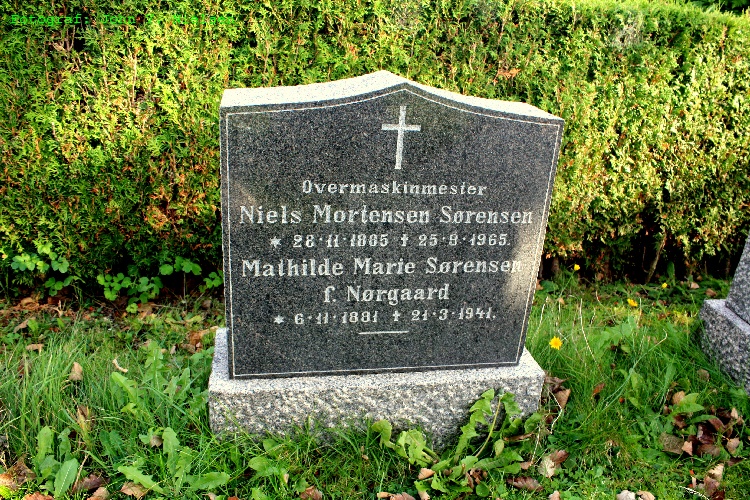 Overmaskinmester
Niels Mortensen Sørensen
* 28·11·1885 ✝ 25·9·1965.
Mathilde Marie Sørensen
f. Nørgaard
* 6·11·1881 ✝ 21·3·1941.